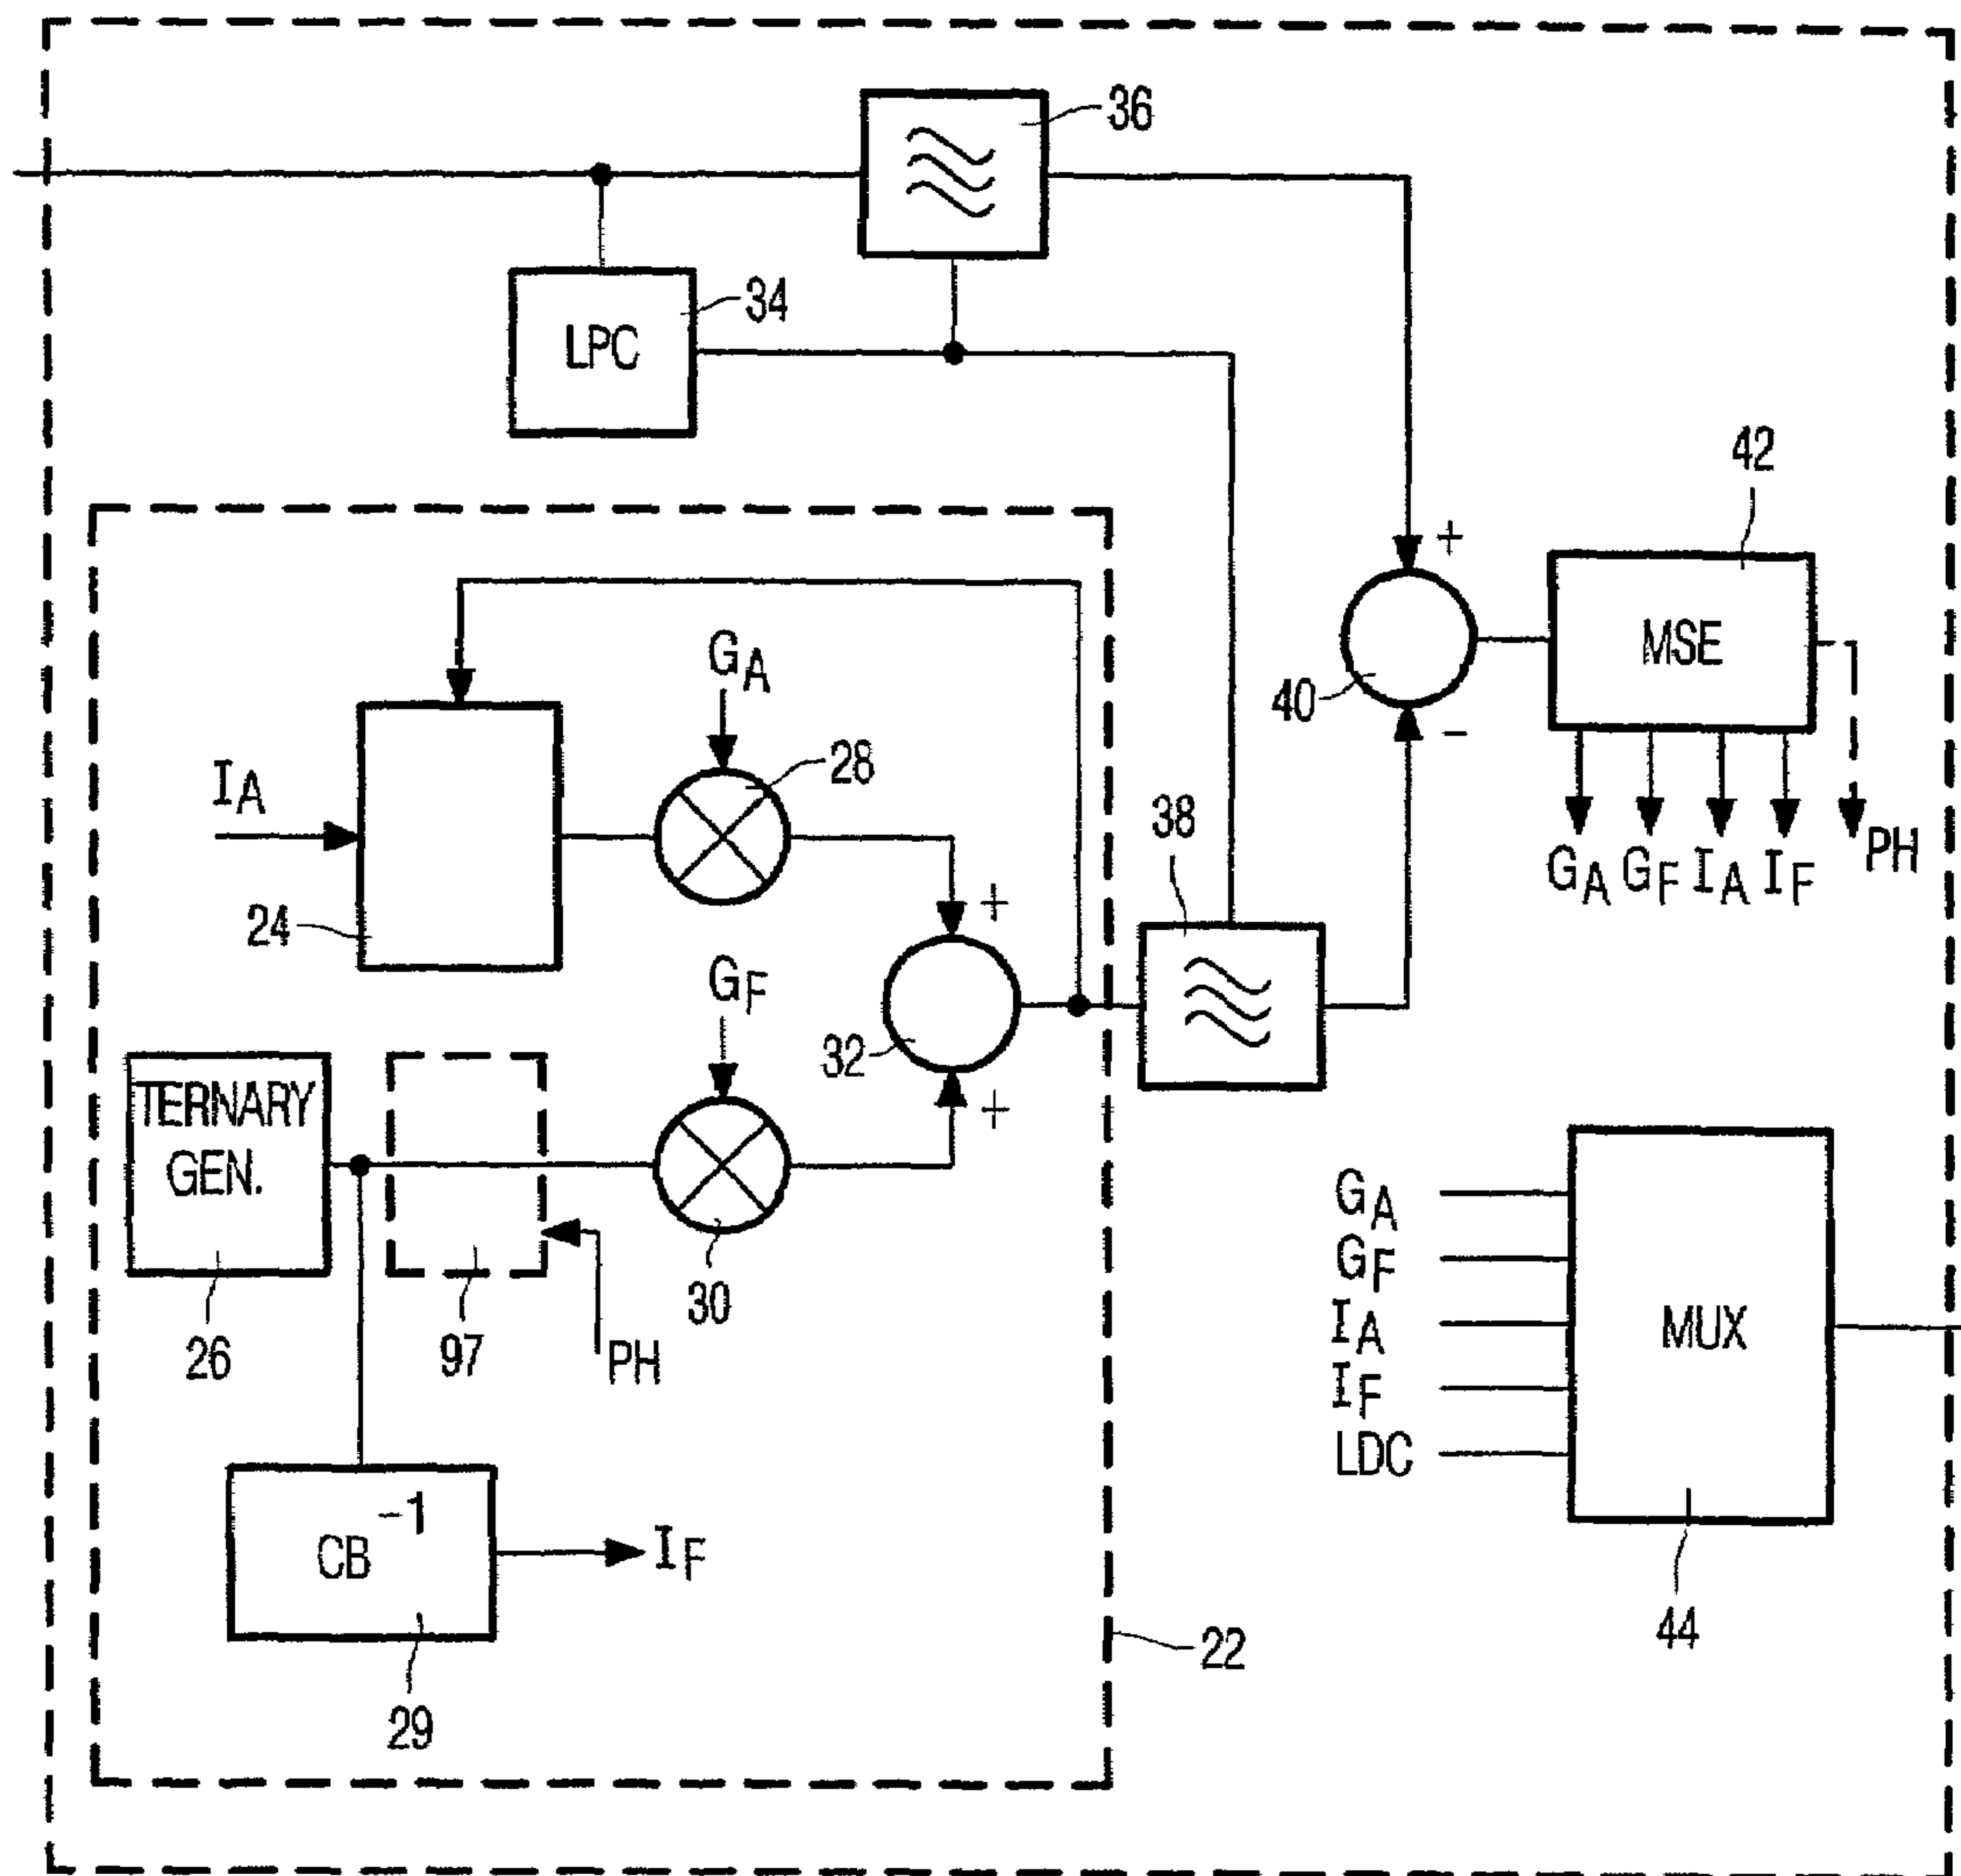 36
34
LPC
42
+
MSE
40
-
GA
28
IA
38
PH
GA GF IA IF
24
+
GF
32
TERNARY
GEN.
+
GA
GF
IA
IF
LDC
MUX
30
26
97
PH
CB-1
IF
44
22
29